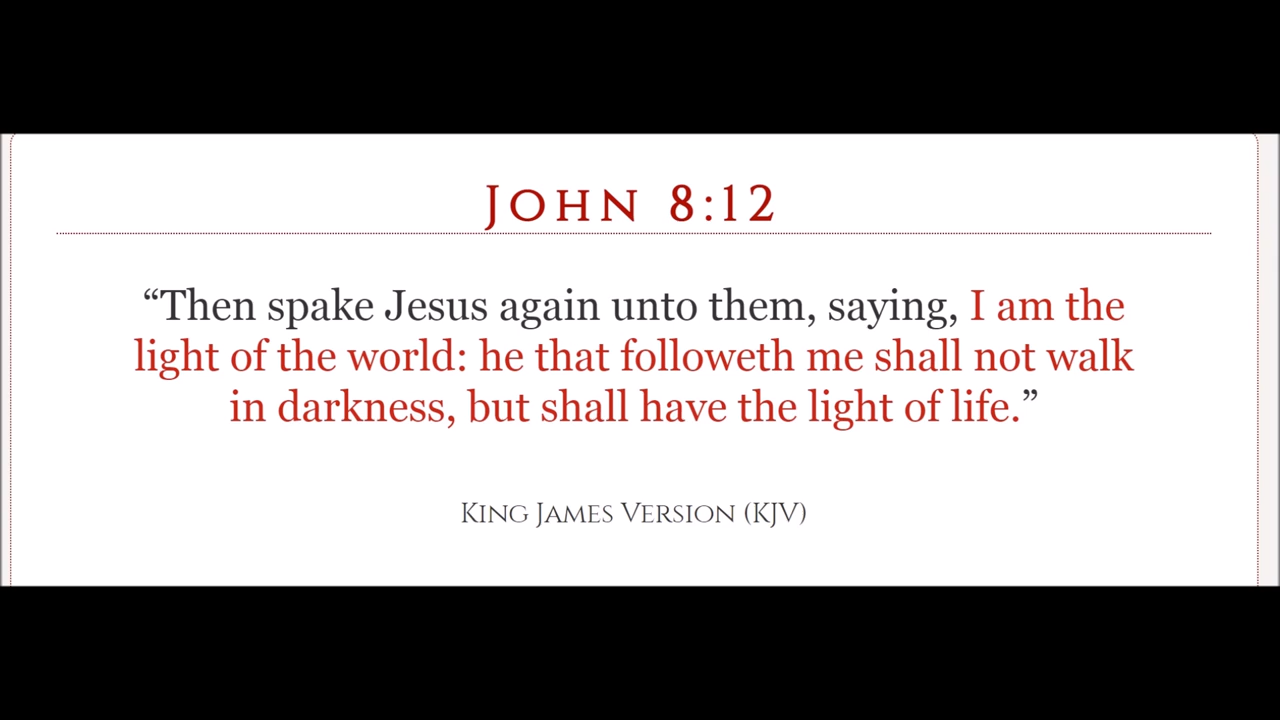 John 8:12
“Then spake Jesus again unto them, saying, I am the
light of the world: he that followeth me shall not walk
in darkness, but shall have the light of life.”
King James Version (KJV)